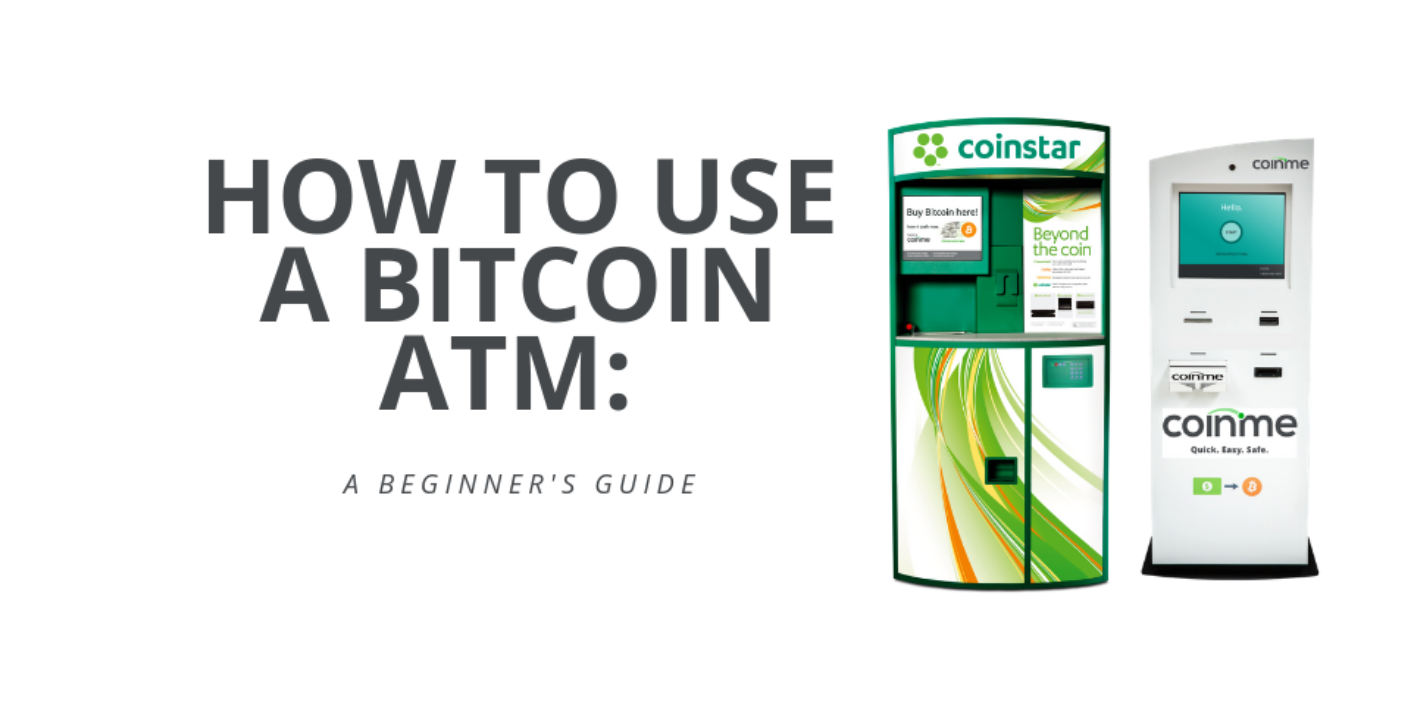 HOW TO USE
A BITCOIN
ATM:
A BEGINNER'S GUIDE
coinstar
Buy Bitcoin here!
coinme
Beyond
the coin
coinme
Hello.
START
coinme
coinme
Quick. Easy. Safe.